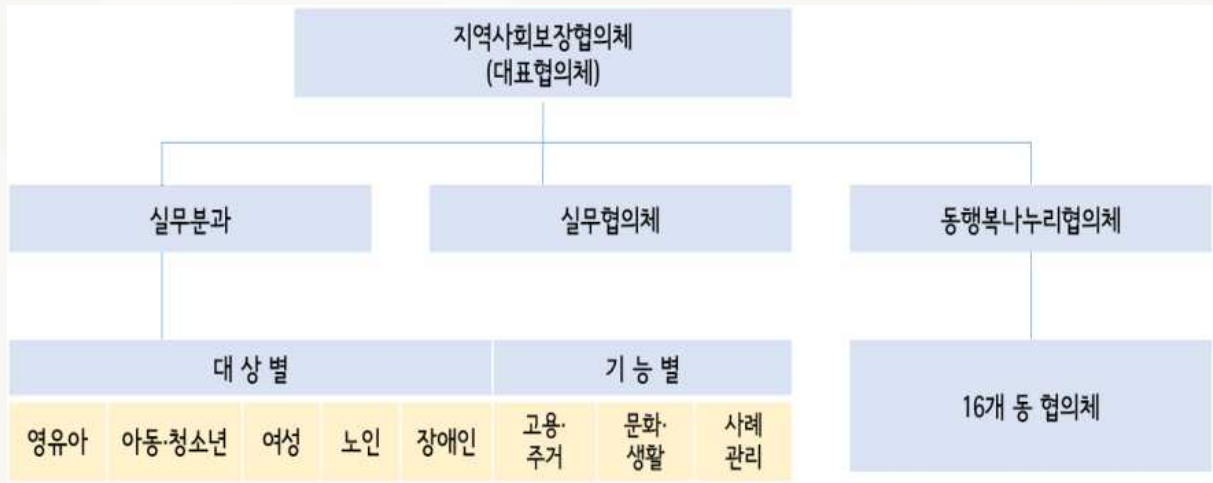 지역사회보장협의체
(대표협의체)
실무분과
실무협의체
동행복나누리협의체
대 상 별
기 능 별
16개 동 협의체
영유아
아동·청소년
여성
노인
장애인
고용·
주거
문화·
생활
사례
관리